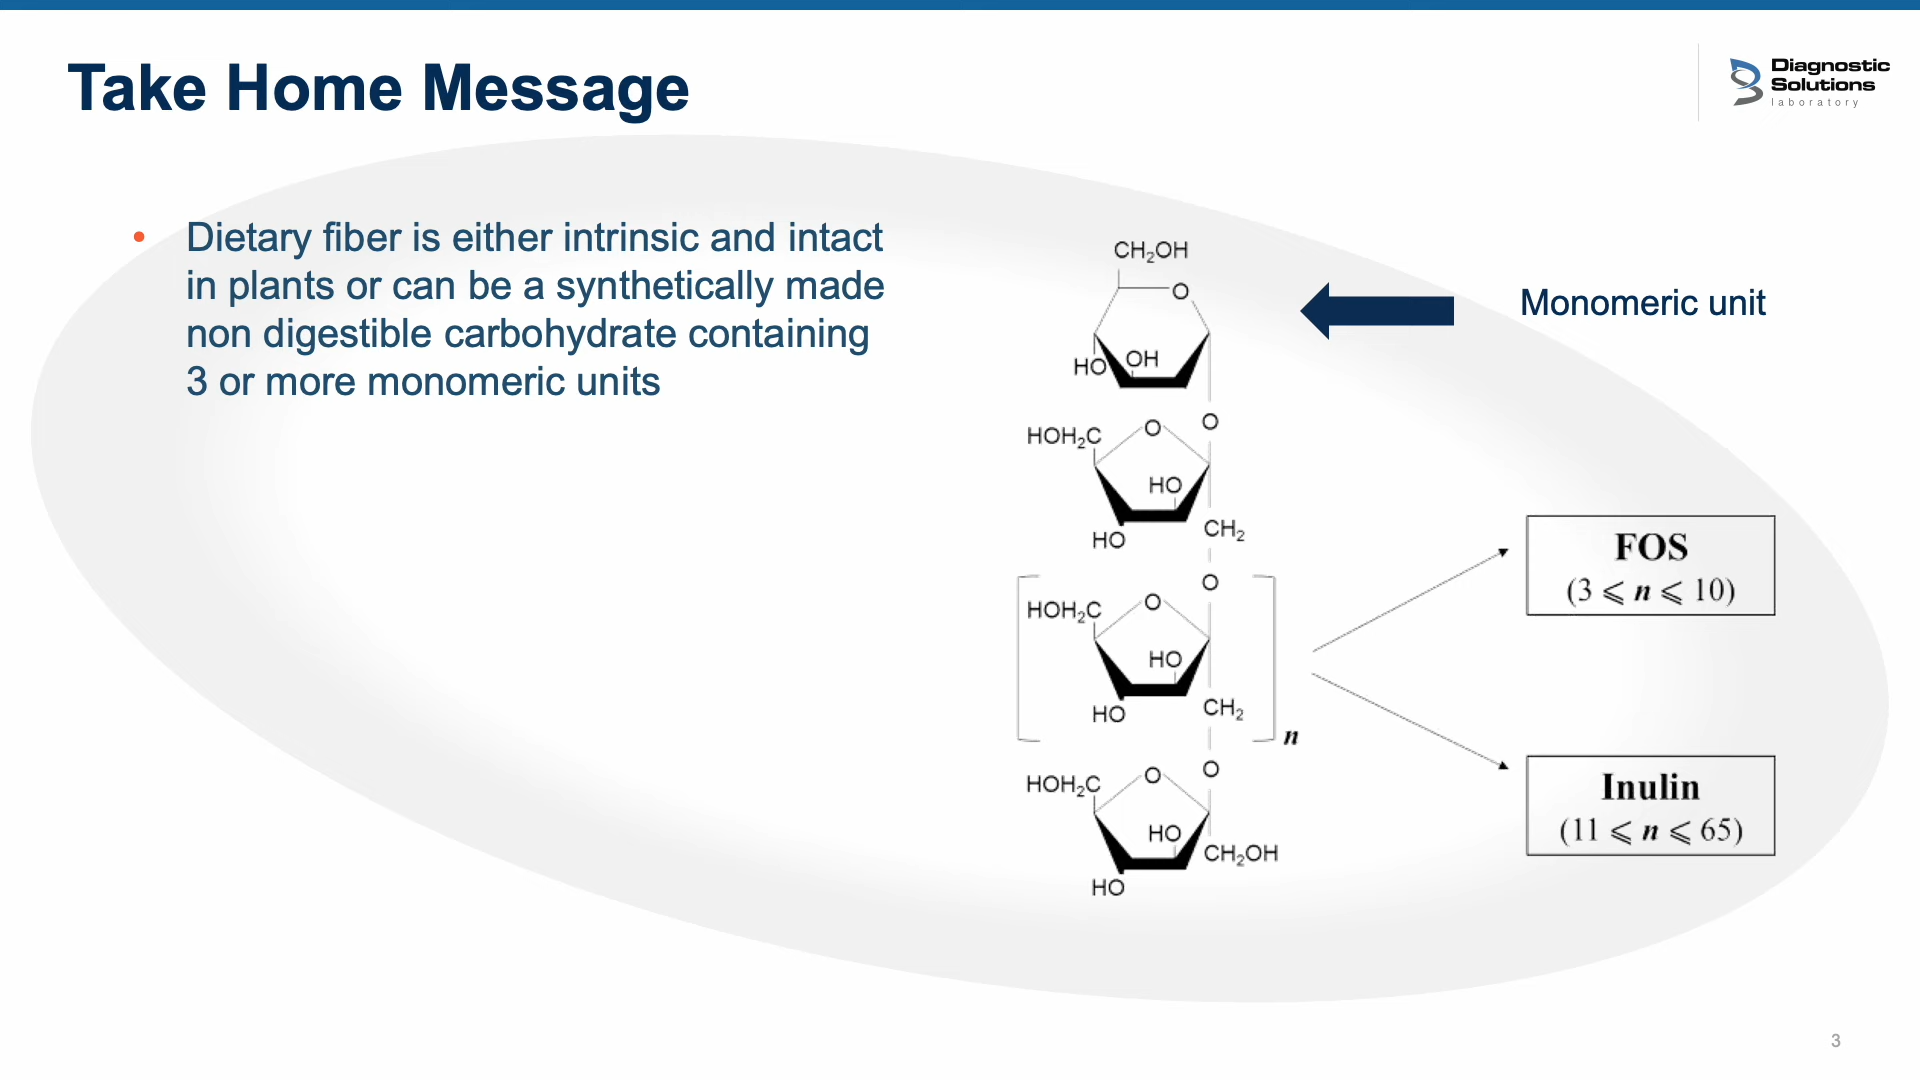 Take Home Message
Diagnostic
Solutions
laboratory
• Dietary fiber is either intrinsic and intact
in plants or can be a synthetically made
non digestible carbohydrate containing
3 or more monomeric units
CH₂OH
O
HO
OH
Monomeric unit
O
HOH₂C
O
HO
HO
CH₂
O
HOH₂C
O
HO
HO
CH₂
n
O
HOH₂C
O
HO
CH₂OH
HO
FOS
(3 ⩽ n ⩽ 10)
Inulin
(11 ⩽ n ⩽ 65)
3